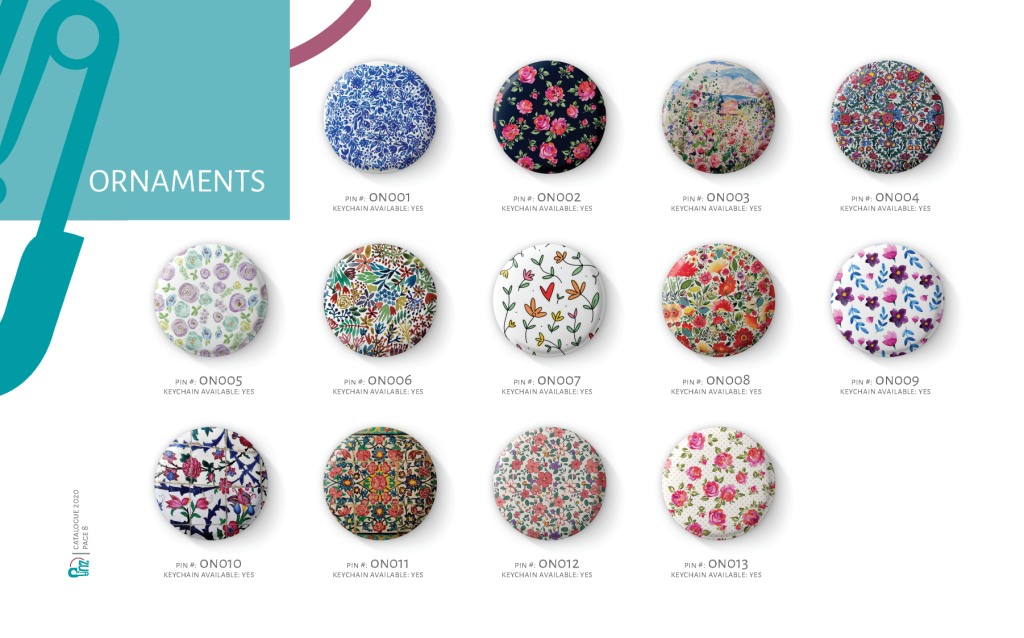 ORNAMENTS
PIN #: ON001
KEYCHAIN AVAILABLE: YES
PIN #: ON002
KEYCHAIN AVAILABLE: YES
PIN #: ON003
KEYCHAIN AVAILABLE: YES
PIN #: ON004
KEYCHAIN AVAILABLE: YES
PIN #: ON005
KEYCHAIN AVAILABLE: YES
PIN #: ON006
KEYCHAIN AVAILABLE: YES
PIN #: ON007
KEYCHAIN AVAILABLE: YES
PIN #: ON008
KEYCHAIN AVAILABLE: YES
PIN #: ON009
KEYCHAIN AVAILABLE: YES
PIN #: ON010
KEYCHAIN AVAILABLE: YES
PIN #: ON011
KEYCHAIN AVAILABLE: YES
PIN #: ON012
KEYCHAIN AVAILABLE: YES
PIN #: ON013
KEYCHAIN AVAILABLE: YES
CATALOGUE 2020
PAGE 8